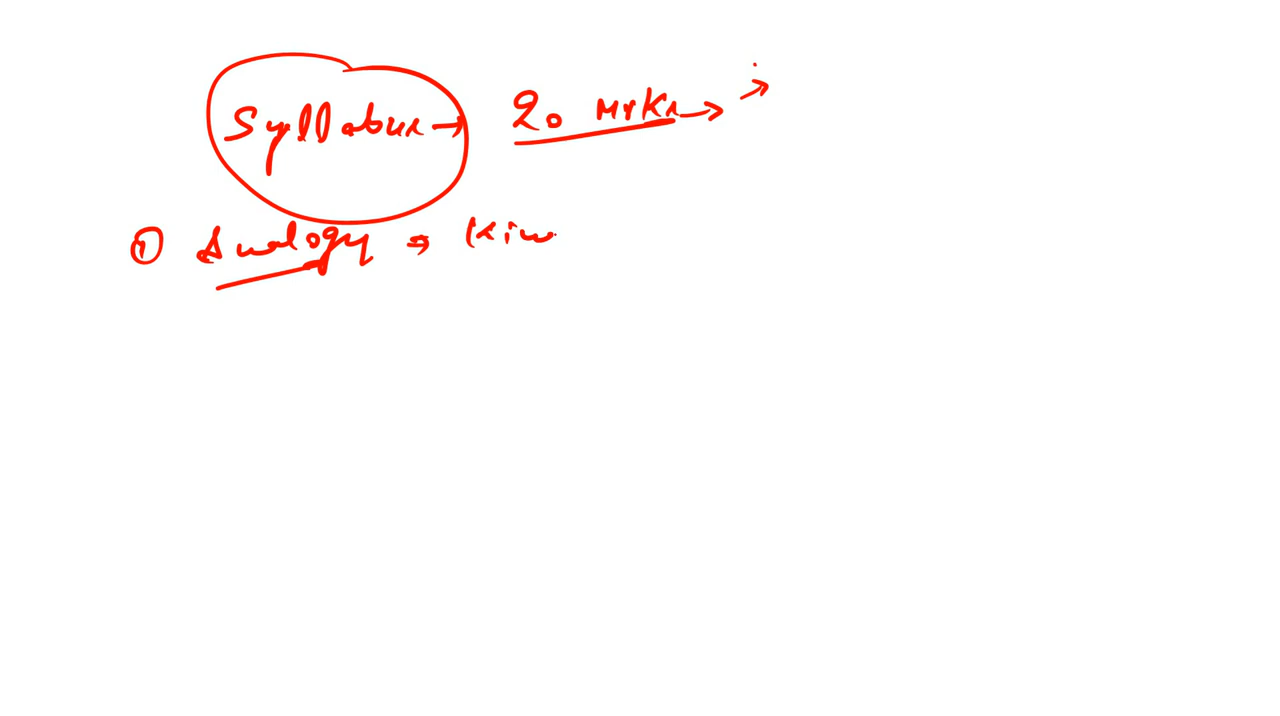 Syllabus → 20 Mrks → →
① Analogy →